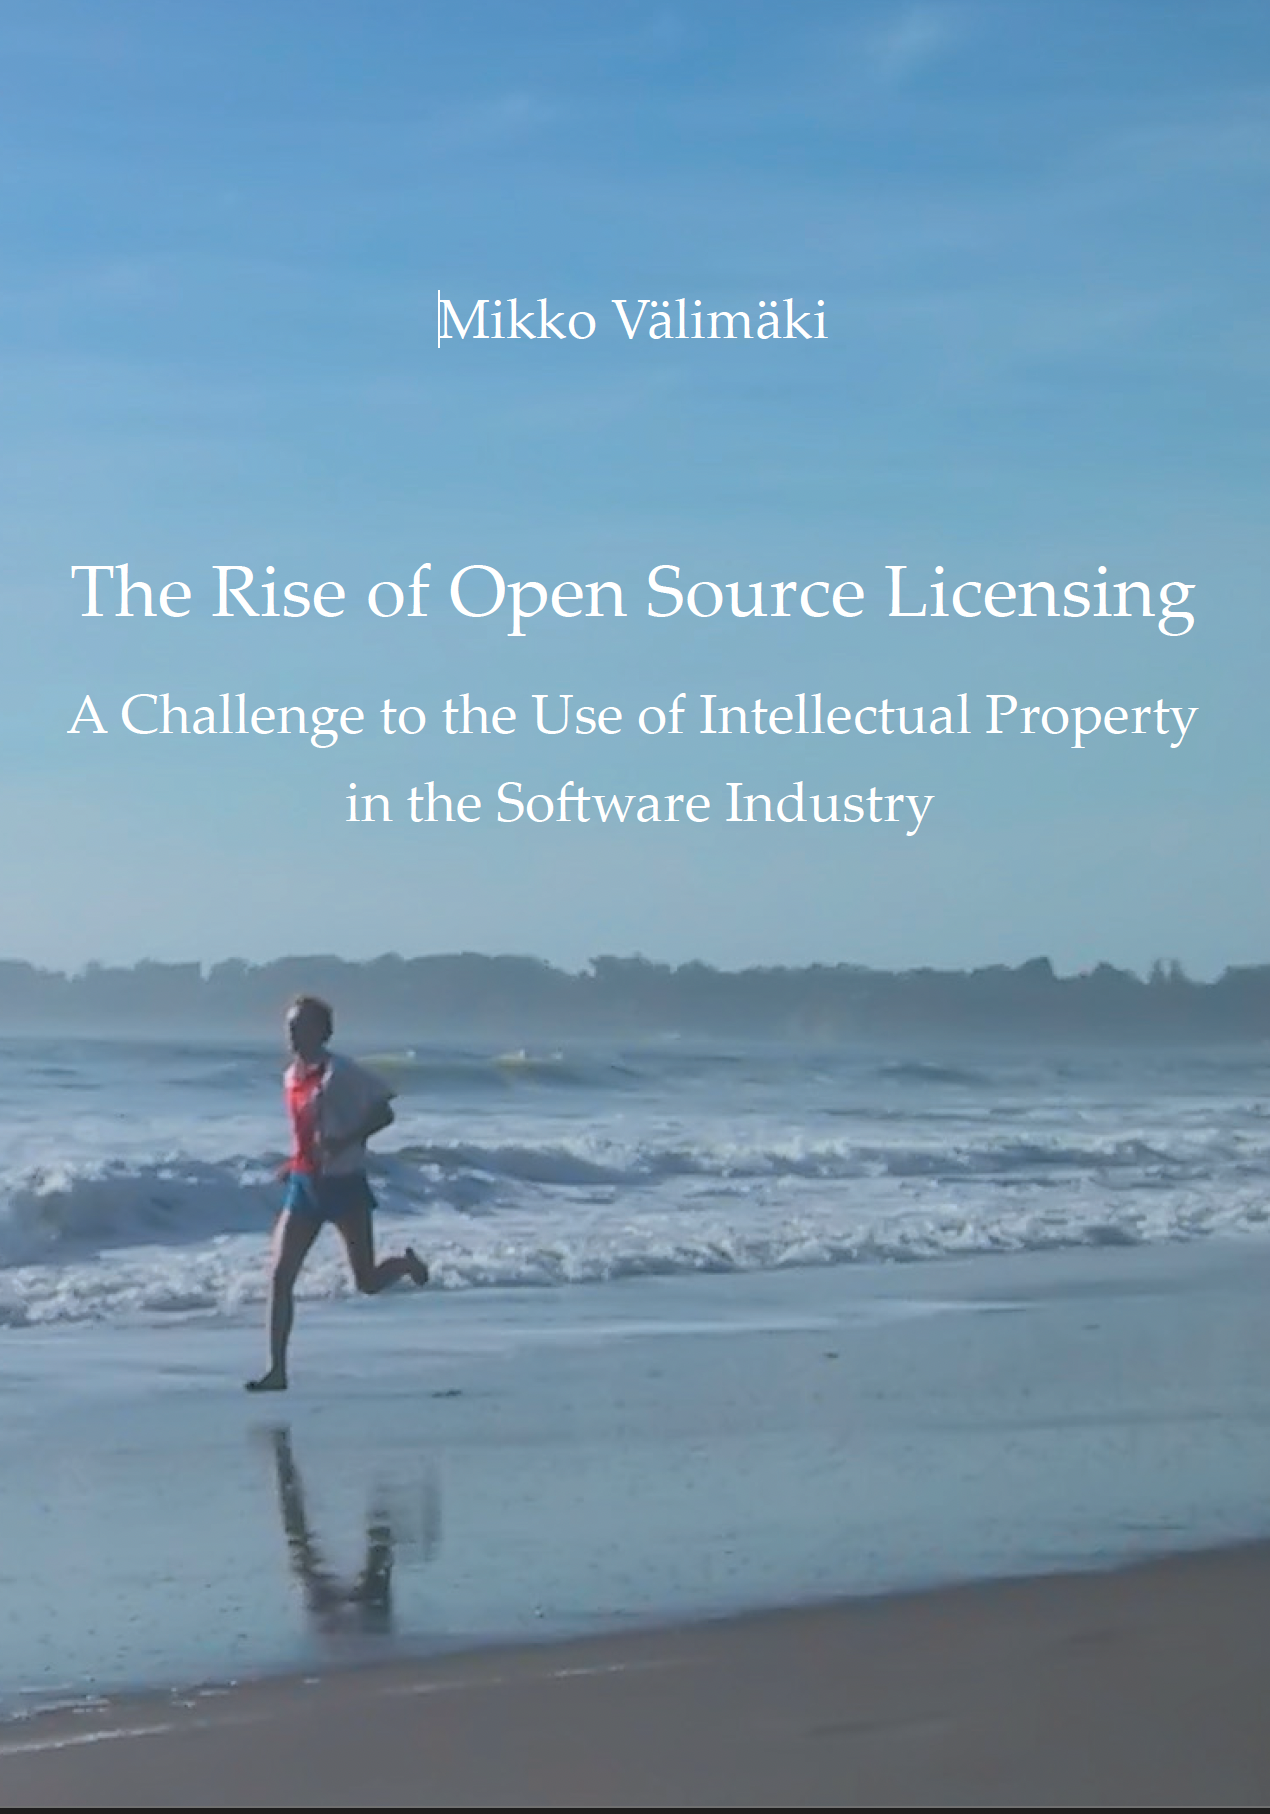 Mikko Välimäki
The Rise of Open Source Licensing
A Challenge to the Use of Intellectual Property
in the Software Industry